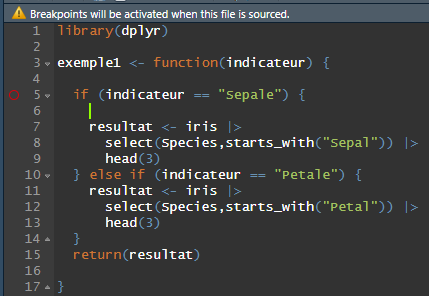 Breakpoints will be activated when this file is sourced.
1 library(dplyr)
2
3 exemple1 <- function(indicateur) {
4
5   if (indicateur == "Sepale") {
6
7     resultat <- iris |>
8       select(Species,starts_with("Sepal")) |>
9       head(3)
10   } else if (indicateur == "Petale") {
11     resultat <- iris |>
12       select(Species,starts_with("Petal")) |>
13       head(3)
14   }
15   return(resultat)
16
17 }